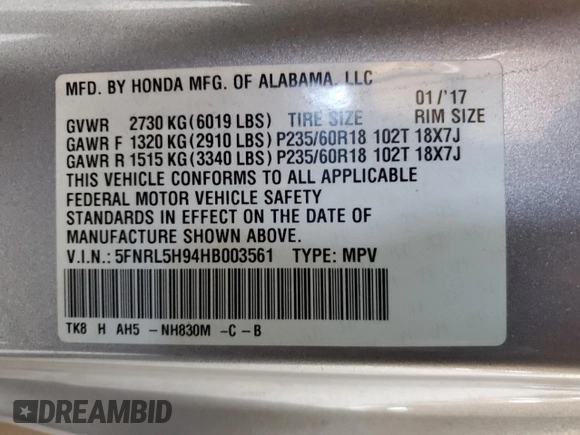 MFD. BY HONDA MFG. OF ALABAMA, LLC
01/'17
GVWR 2730 KG (6019 LBS) TIRE SIZE RIM SIZE
GAWR F 1320 KG (2910 LBS) P235/60R18 102T 18X7J
GAWR R 1515 KG (3340 LBS) P235/60R18 102T 18X7J
THIS VEHICLE CONFORMS TO ALL APPLICABLE
FEDERAL MOTOR VEHICLE SAFETY
STANDARDS IN EFFECT ON THE DATE OF
MANUFACTURE SHOWN ABOVE.
V.I.N.: 5FNRL5H94HB003561 TYPE: MPV
TK8 H AH5 -NH830M -C-B
DREAMBID